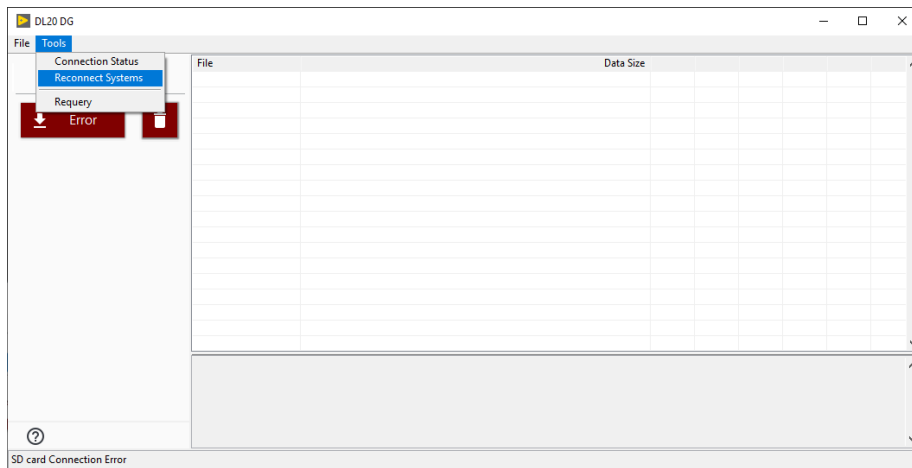 DL20 DG
File Tools
Connection Status
Reconnect Systems
Requery
File Data Size
Error
SD card Connection Error